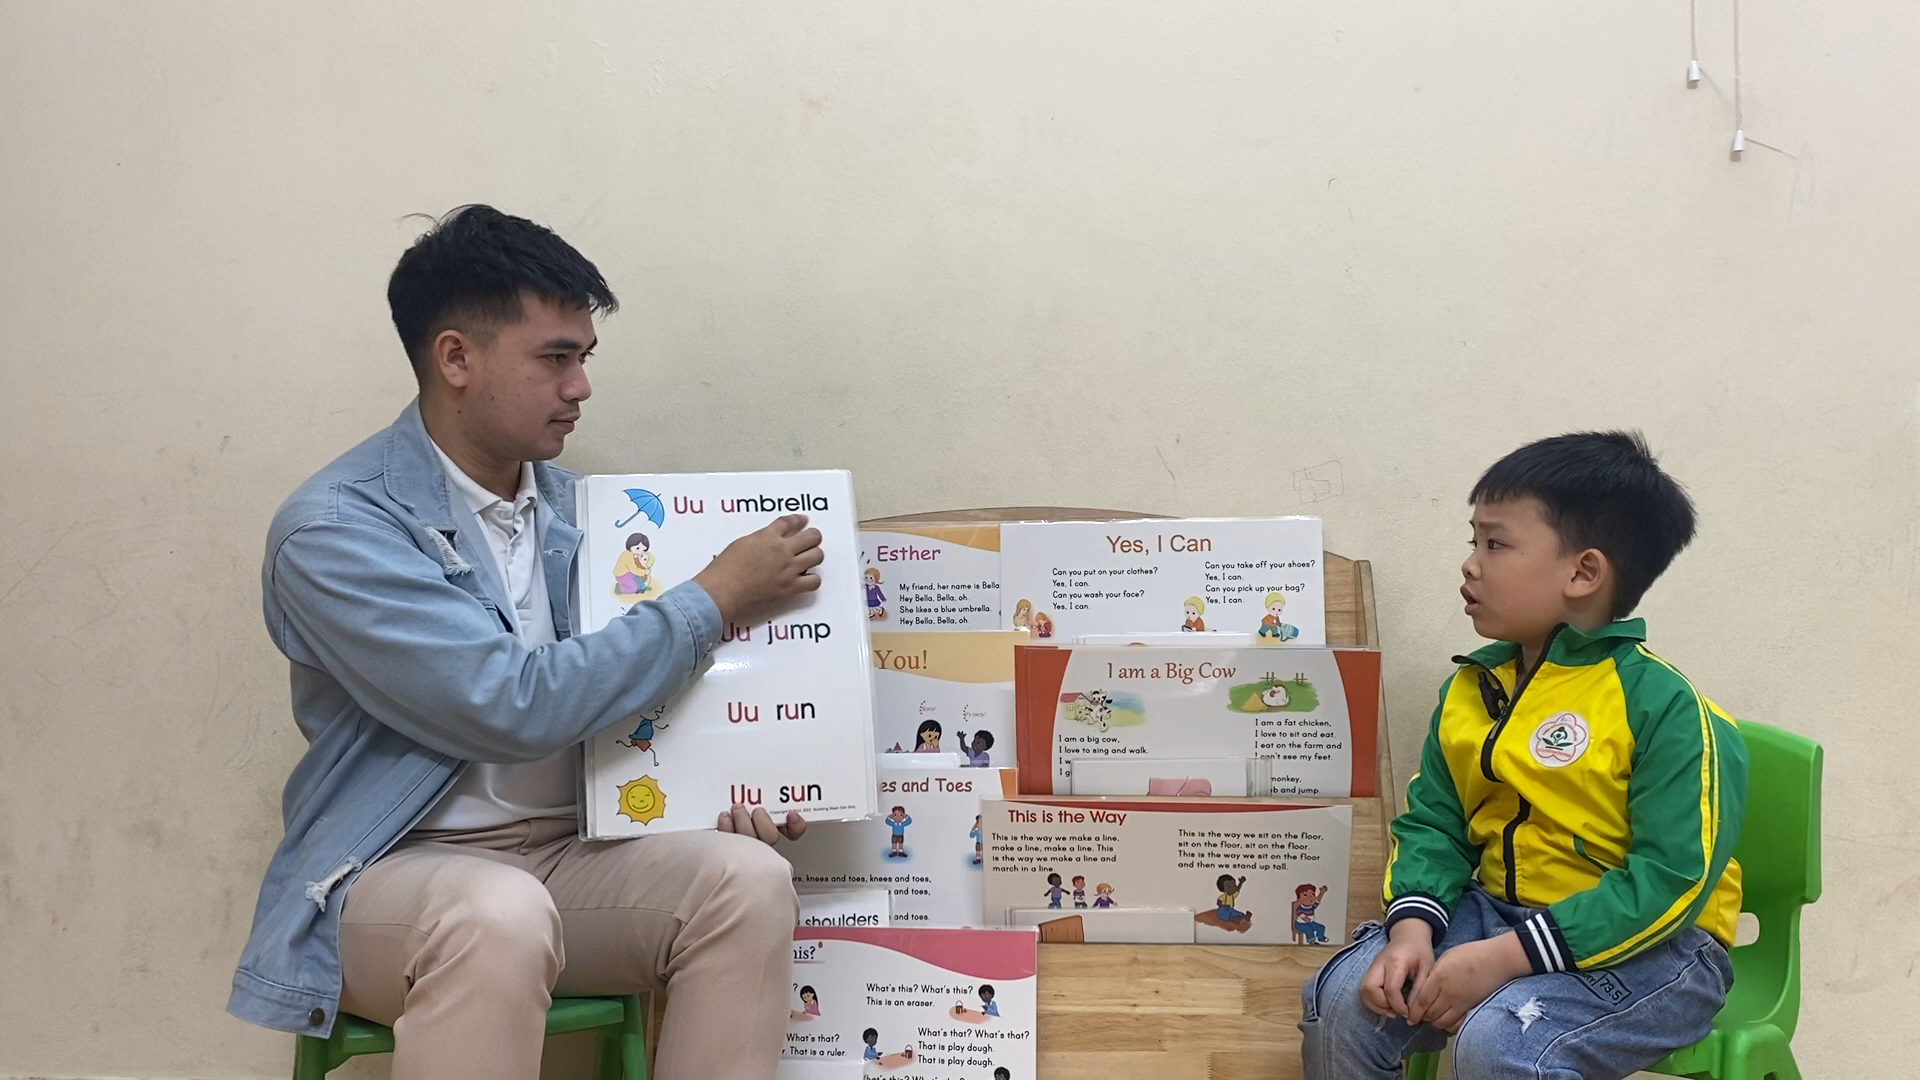 Uu umbrella
Uu jump
Uu run
Uu sun
, Esther
My friend, her name is Bella
Hey Bella, Bella, oh.
She likes a blue umbrella.
Hey Bella, Bella, oh.
Yes, I Can
Can you put on your clothes?
Yes, I can.
Can you wash your face?
Yes, I can.
Can you take off your shoes?
Yes, I can.
Can you pick up your bag?
Yes, I can.
You!
I am a Big Cow
I am a big cow,
I love to sing and walk.
I am a fat chicken,
I love to sit and eat.
I eat on the farm and
I can't see my feet.
monkey,
and jump.
es and Toes
knees and toes, knees and toes,
and toes,
and toes.
shoulders
This is the Way
This is the way we make a line,
make a line, make a line. This
is the way we make a line and
march in a line.
This is the way we sit on the floor,
sit on the floor, sit on the floor.
This is the way we sit on the floor
and then we stand up tall.
his?
What's this? What's this?
This is an eraser.
What's that?
That is a ruler.
What's that? What's that?
That is play dough.
That is play dough.
73.5